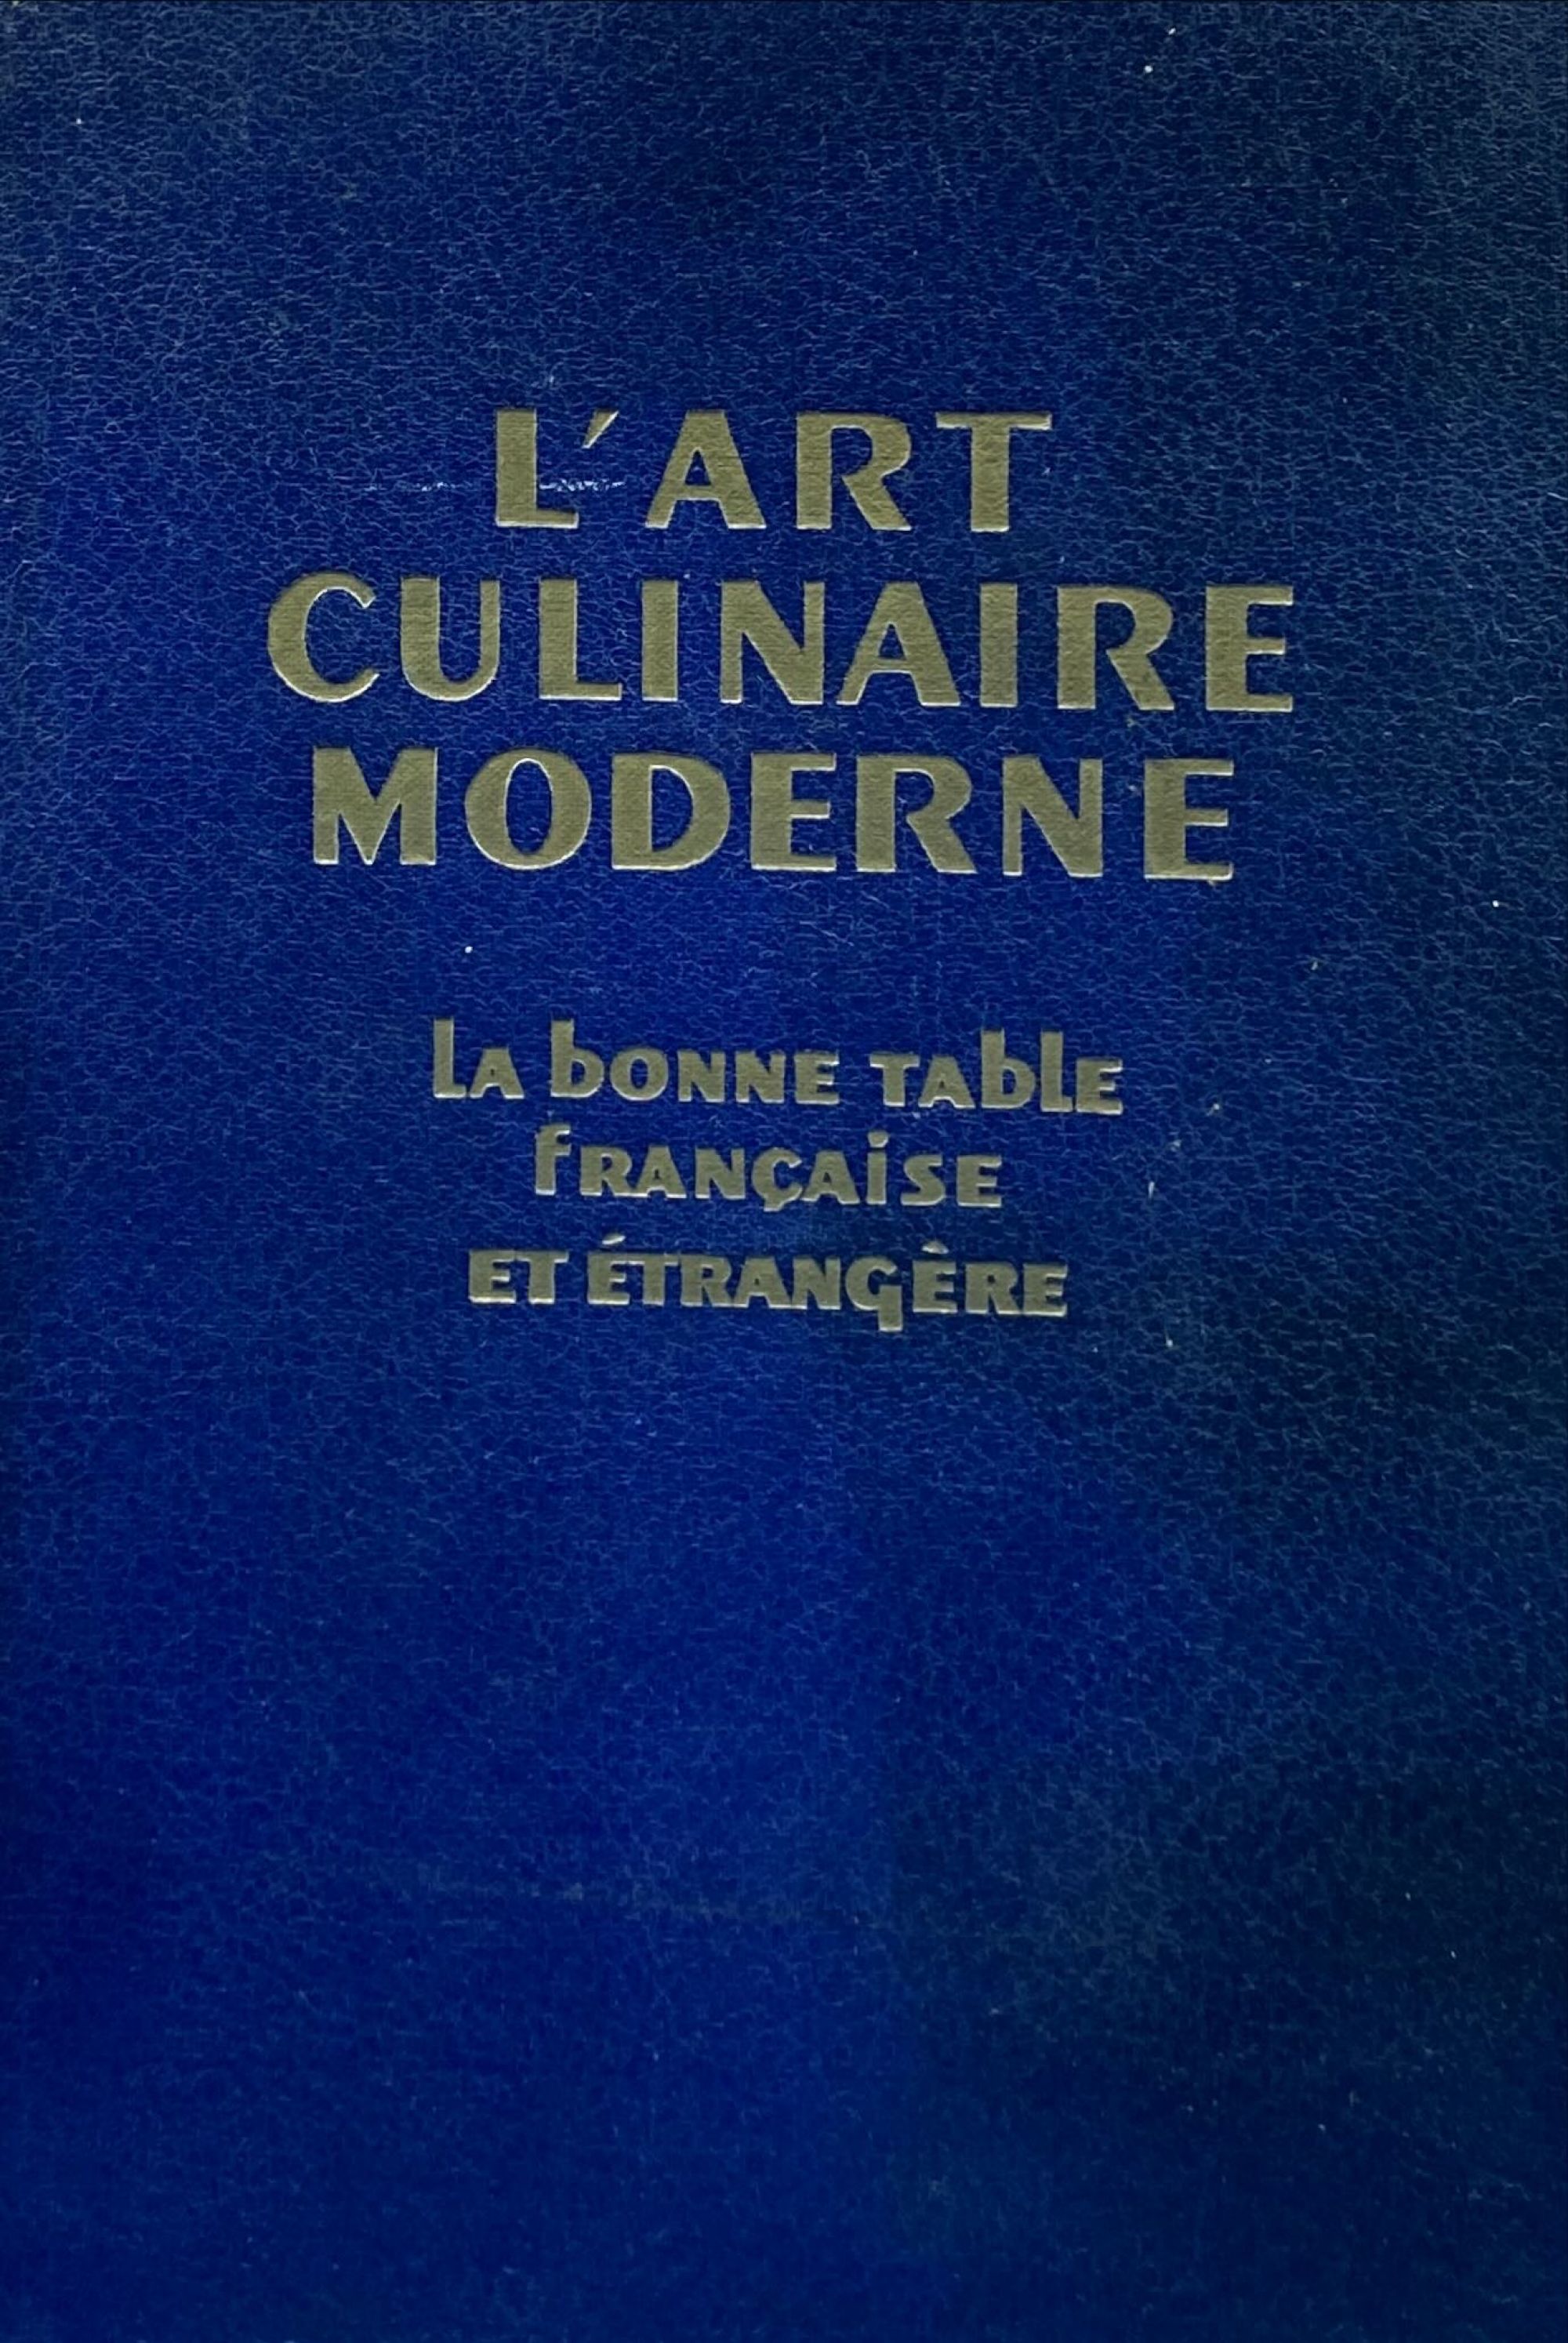 L'ART
CULINAIRE
MODERNE
La bonne table
française
et étrangère